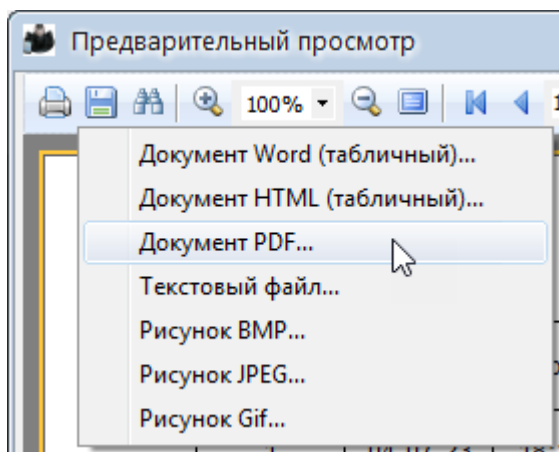 Предварительный просмотр
100%
Документ Word (табличный)...
Документ HTML (табличный)...
Документ PDF...
Текстовый файл...
Рисунок BMP...
Рисунок JPEG...
Рисунок Gif...